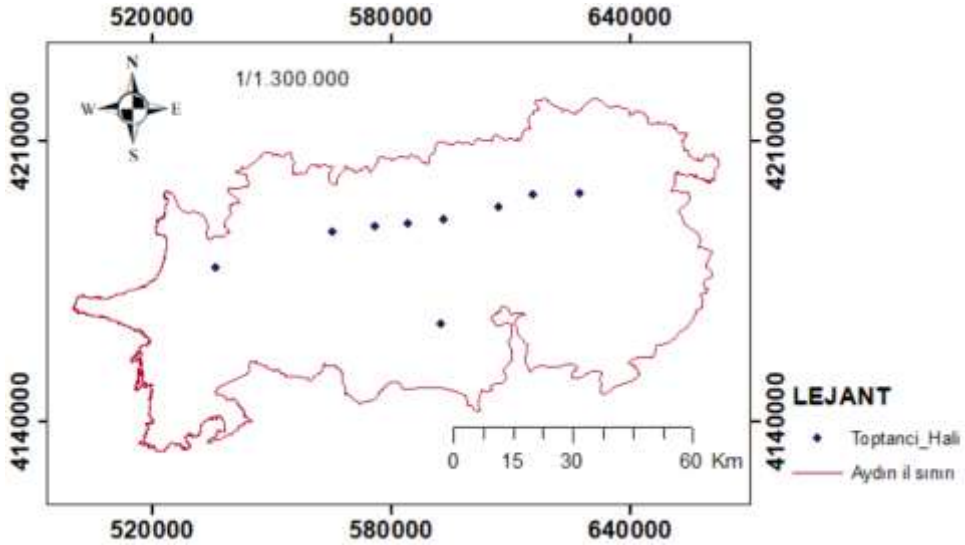 520000 580000 640000
N
W E
S
1/1.300.000
4210000 4210000
4140000 4140000
0 15 30 60 Km
LEJANT
Toptanci_Hali
Aydın il sınırı
520000 580000 640000